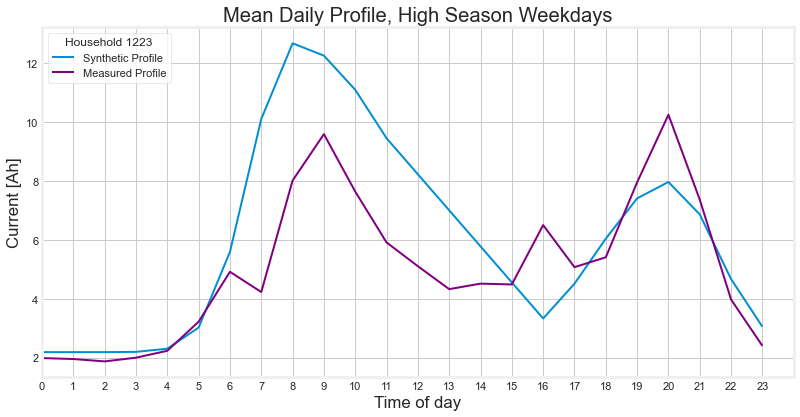 Mean Daily Profile, High Season Weekdays
Household 1223
Synthetic Profile
Measured Profile
Current [Ah]
12
10
8
6
4
2
0 1 2 3 4 5 6 7 8 9 10 11 12 13 14 15 16 17 18 19 20 21 22 23
Time of day